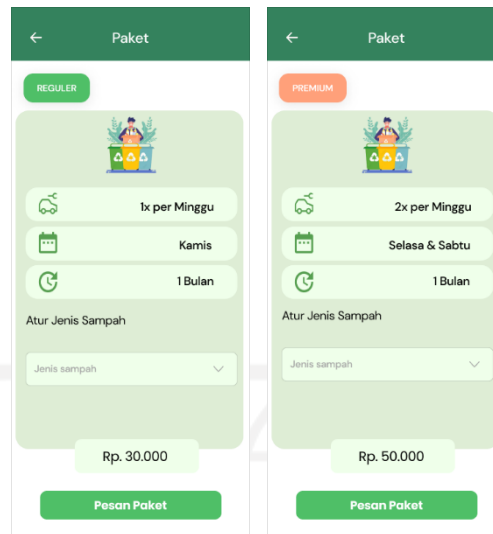 Paket
REGULER
1x per Minggu
Kamis
1 Bulan
Atur Jenis Sampah
Jenis sampah
Rp. 30.000
Pesan Paket
Paket
PREMIUM
2x per Minggu
Selasa & Sabtu
1 Bulan
Atur Jenis Sampah
Jenis sampah
Rp. 50.000
Pesan Paket